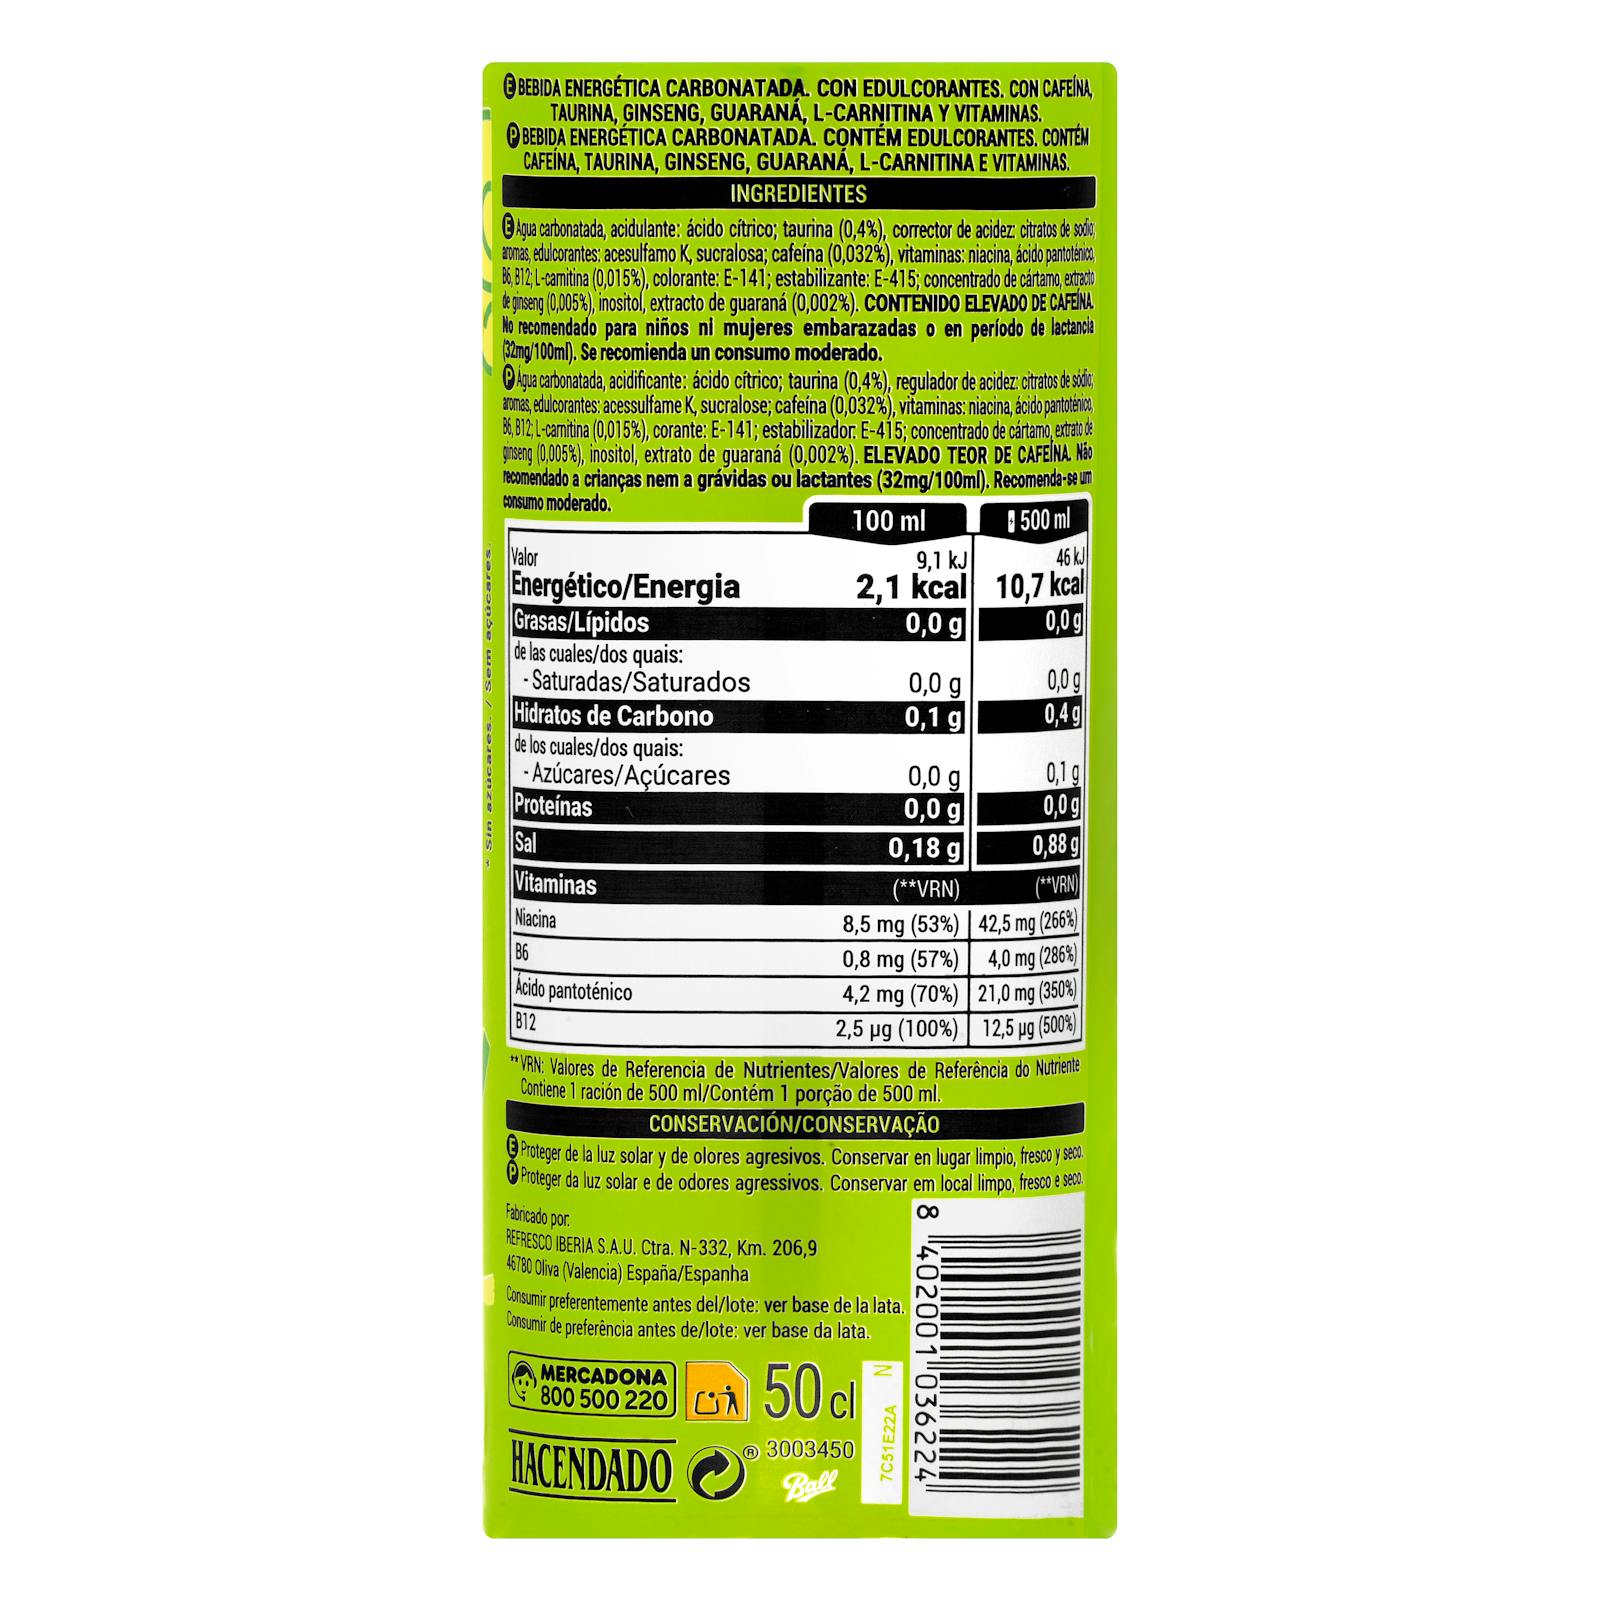 E BEBIDA ENERGÉTICA CARBONATADA. CON EDULCORANTES. CON CAFEÍNA,
TAURINA, GINSENG, GUARANÁ, L-CARNITINA Y VITAMINAS.
P BEBIDA ENERGÉTICA CARBONATADA. CONTÉM EDULCORANTES. CONTÉM
CAFEÍNA, TAURINA, GINSENG, GUARANÁ, L-CARNITINA E VITAMINAS.
INGREDIENTES
E Agua carbonatada, acidulante: ácido cítrico; taurina (0,4%), corrector de acidez: citratos de sodio;
aromas, edulcorantes: acesulfamo K, sucralosa; cafeína (0,032%), vitaminas: niacina, ácido pantoténico,
B6, B12; L-carnitina (0,015%), colorante: E-141; estabilizante: E-415; concentrado de cártamo, extracto
de ginseng (0,005%), inositol, extracto de guaraná (0,002%). CONTENIDO ELEVADO DE CAFEÍNA.
No recomendado para niños ni mujeres embarazadas o en período de lactancia
(32mg/100ml). Se recomienda un consumo moderado.
P Água carbonatada, acidificante: ácido cítrico; taurina (0,4%), regulador de acidez: citratos de sódio;
aromas, edulcorantes: acessulfame K, sucralose; cafeína (0,032%), vitaminas: niacina, ácido pantoténico,
B6, B12; L-carnitina (0,015%), corante: E-141; estabilizador: E-415; concentrado de cártamo, extrato de
ginseng (0,005%), inositol, extrato de guaraná (0,002%). ELEVADO TEOR DE CAFEÍNA. Não
recomendado a crianças nem a grávidas ou lactantes (32mg/100ml). Recomenda-se um
consumo moderado.
100 ml 500 ml
Valor 9,1 kJ 46 kJ
Energético/Energia 2,1 kcal 10,7 kcal
Grasas/Lípidos 0,0 g 0,0 g
de las cuales/dos quais:
- Saturadas/Saturados 0,0 g 0,0 g
Hidratos de Carbono 0,1 g 0,4 g
de los cuales/dos quais:
- Azúcares/Açúcares 0,0 g 0,1 g
Proteínas 0,0 g 0,0 g
Sal 0,18 g 0,88 g
Vitaminas (**VRN) (**VRN)
Niacina 8,5 mg (53%) 42,5 mg (266%)
B6 0,8 mg (57%) 4,0 mg (286%)
Ácido pantoténico 4,2 mg (70%) 21,0 mg (350%)
B12 2,5 µg (100%) 12,5 µg (500%)
** VRN: Valores de Referencia de Nutrientes/Valores de Referência do Nutriente
Contiene 1 ración de 500 ml/Contém 1 porção de 500 ml.
* Sin azúcares. / Sem açúcares.
CONSERVACIÓN/CONSERVAÇÃO
E Proteger de la luz solar y de olores agresivos. Conservar en lugar limpio, fresco y seco.
P Proteger da luz solar e de odores agressivos. Conservar em local limpo, fresco e seco.
Fabricado por:
REFRESCO IBERIA S.A.U. Ctra. N-332, Km. 206,9
46780 Oliva (Valencia) España/Espanha
Consumir preferentemente antes del/lote: ver base de la lata.
Consumir de preferência antes de/lote: ver base da lata.
MERCADONA
800 500 220
50 cl
HACENDADO
® 3003450
Ball
7C51E22A N
8 402001 036224